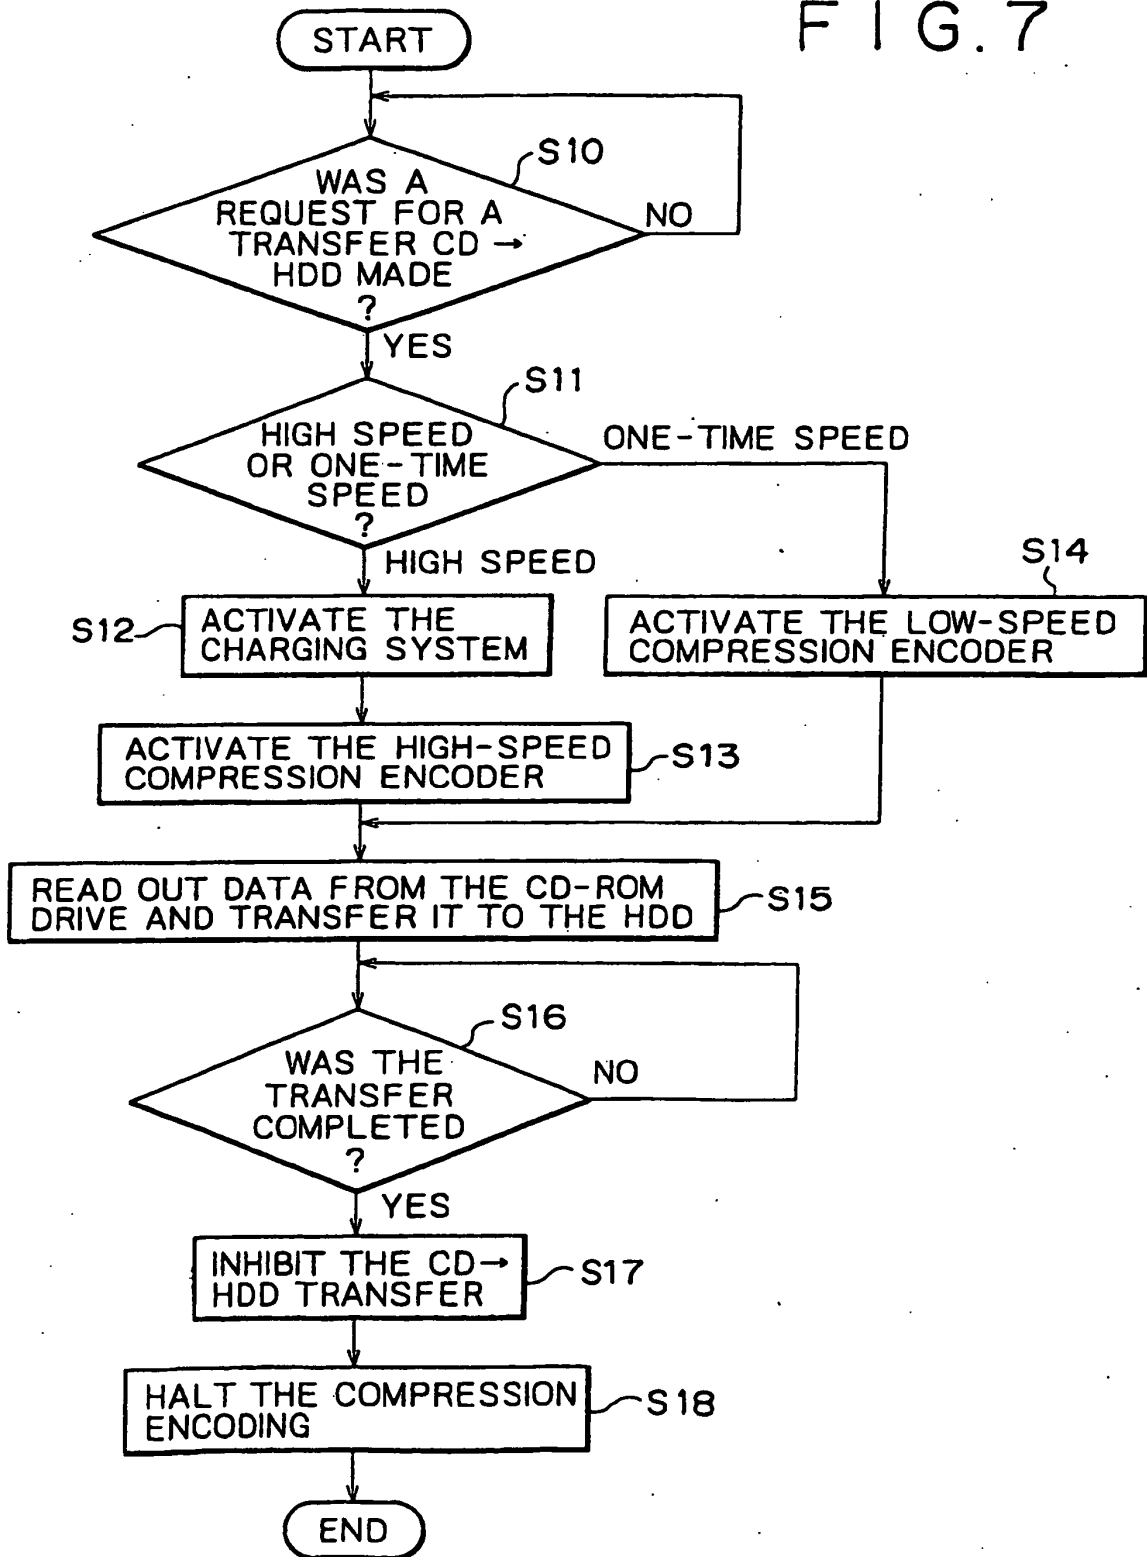 FIG.7
START
S10
WAS A
REQUEST FOR A
TRANSFER CD →
HDD MADE
?
NO
YES
S11
HIGH SPEED
OR ONE-TIME
SPEED
?
ONE-TIME SPEED
HIGH SPEED
S14
S12
ACTIVATE THE
CHARGING SYSTEM
ACTIVATE THE LOW-SPEED
COMPRESSION ENCODER
ACTIVATE THE HIGH-SPEED
COMPRESSION ENCODER
S13
READ OUT DATA FROM THE CD-ROM
DRIVE AND TRANSFER IT TO THE HDD
S15
S16
WAS THE
TRANSFER
COMPLETED
?
NO
YES
INHIBIT THE CD→
HDD TRANSFER
S17
HALT THE COMPRESSION
ENCODING
S18
END